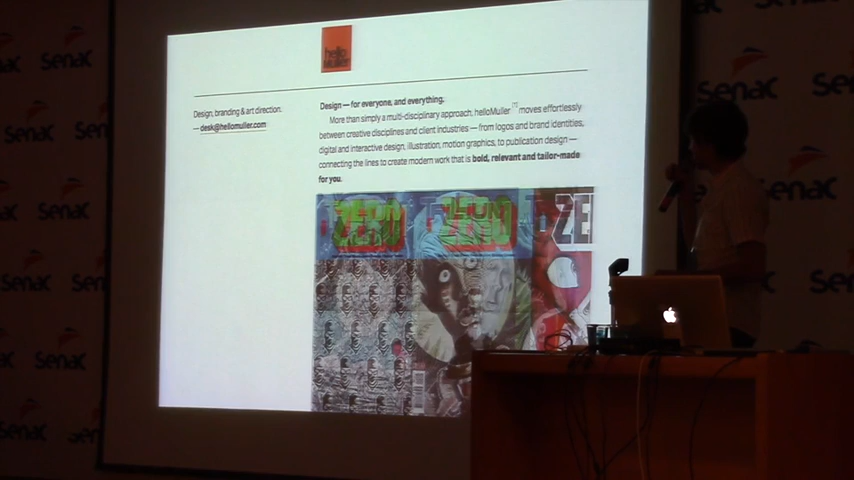 hello
Muller
Design, branding & art direction.
— desk@hellomuller.com
Design — for everyone, and everything.
More than simply a multi-disciplinary approach, helloMuller [*] moves effortlessly
between creative disciplines and client industries — from logos and brand identities,
digital and interactive design, illustration, motion graphics, to publication design —
connecting the lines to create modern work that is bold, relevant and tailor-made
for you.
ZERO ZERO ZE
senac
senac
senac
senac
senac
senac
senac
senac
senac